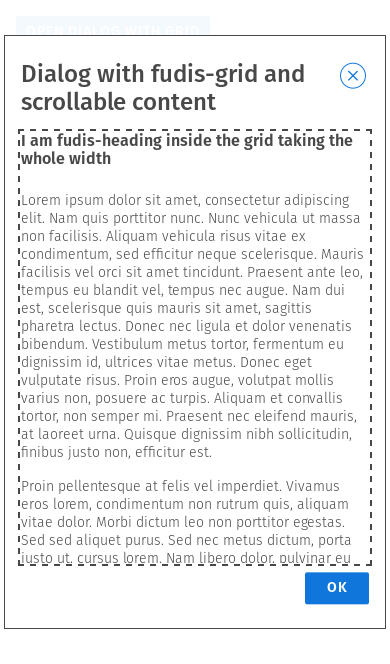 OPEN DIALOG WITH GRID
Dialog with fudis-grid and
scrollable content
I am fudis-heading inside the grid taking the
whole width
Lorem ipsum dolor sit amet, consectetur adipiscing
elit. Nam quis porttitor nunc. Nunc vehicula ut massa
non facilisis. Aliquam vehicula risus vitae ex
condimentum, sed efficitur neque scelerisque. Mauris
facilisis vel orci sit amet tincidunt. Praesent ante leo,
tempus eu blandit vel, tempus nec augue. Nam dui
est, scelerisque quis mauris sit amet, sagittis
pharetra lectus. Donec nec ligula et dolor venenatis
bibendum. Vestibulum metus tortor, fermentum eu
dignissim id, ultrices vitae metus. Donec eget
vulputate risus. Proin eros augue, volutpat mollis
varius non, posuere ac turpis. Aliquam et convallis
tortor, non semper mi. Praesent nec eleifend mauris,
at laoreet urna. Quisque dignissim nibh sollicitudin,
finibus justo non, efficitur est.
Proin pellentesque at felis vel imperdiet. Vivamus
eros lorem, condimentum non rutrum quis, aliquam
vitae dolor. Morbi dictum leo non porttitor egestas.
Sed sed aliquet purus. Sed nec metus dictum, porta
justo ut, cursus lorem. Nam libero dolor, pulvinar eu
OK